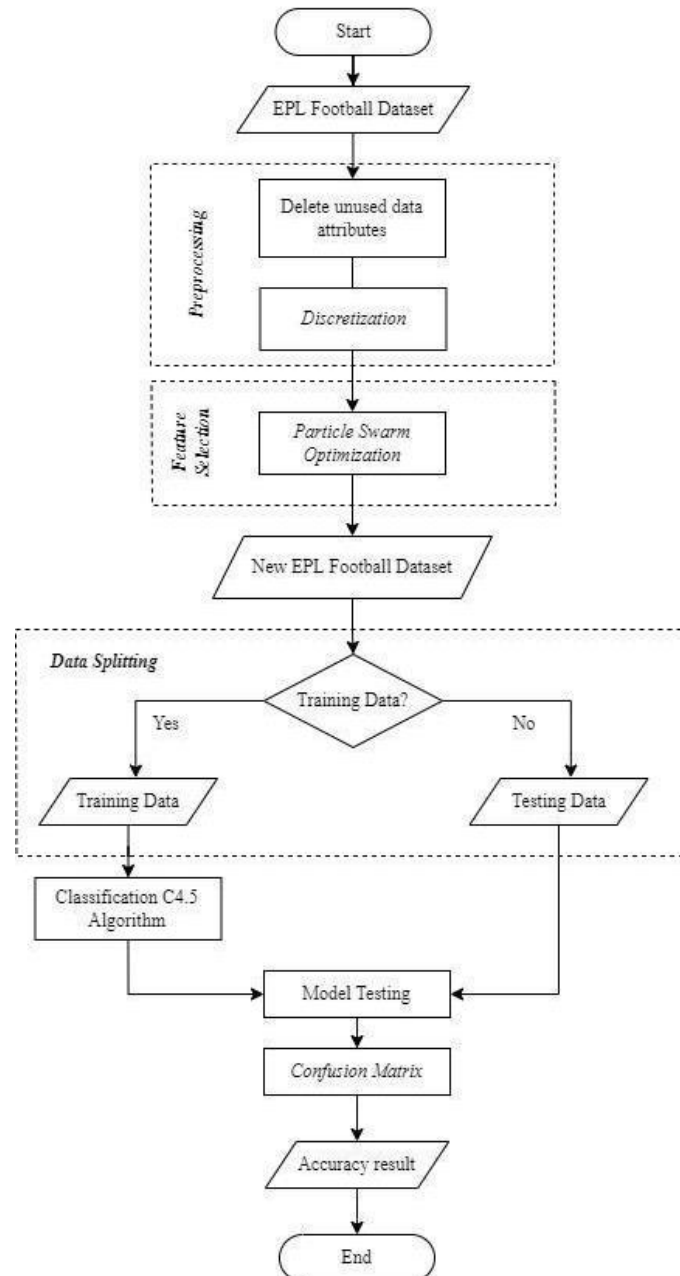 Start
EPL Football Dataset
Preprocessing
Delete unused data
attributes
Discretization
Feature
Selection
Particle Swarm
Optimization
New EPL Football Dataset
Data Splitting
Training Data?
Yes
No
Training Data
Testing Data
Classification C4.5
Algorithm
Model Testing
Confusion Matrix
Accuracy result
End